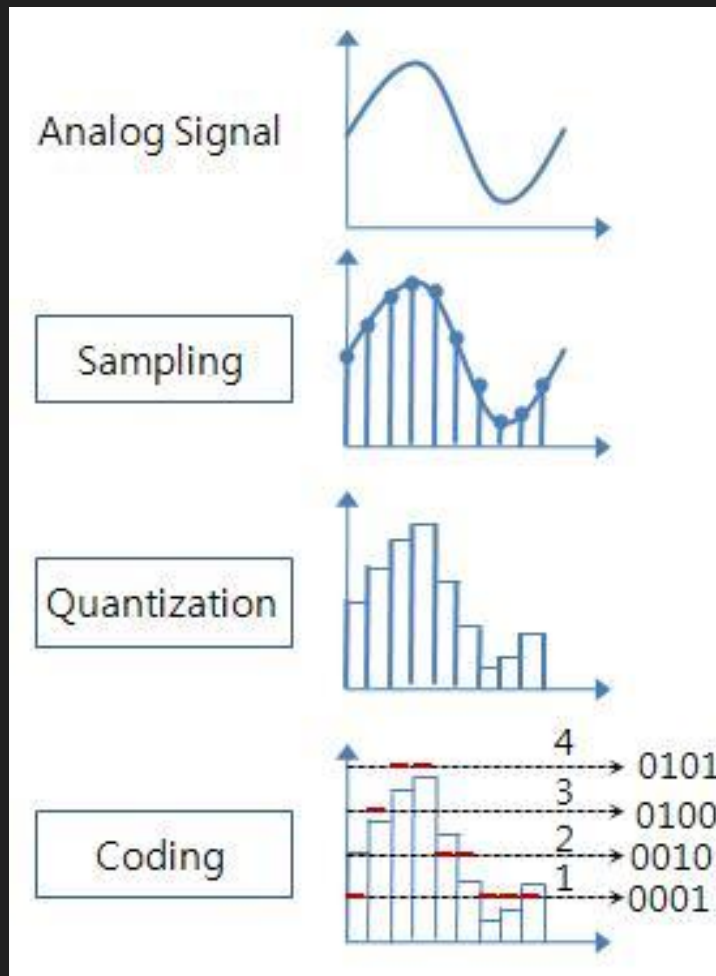 Analog Signal
Sampling
Quantization
Coding
4
0101
3
0100
2
0010
1
0001